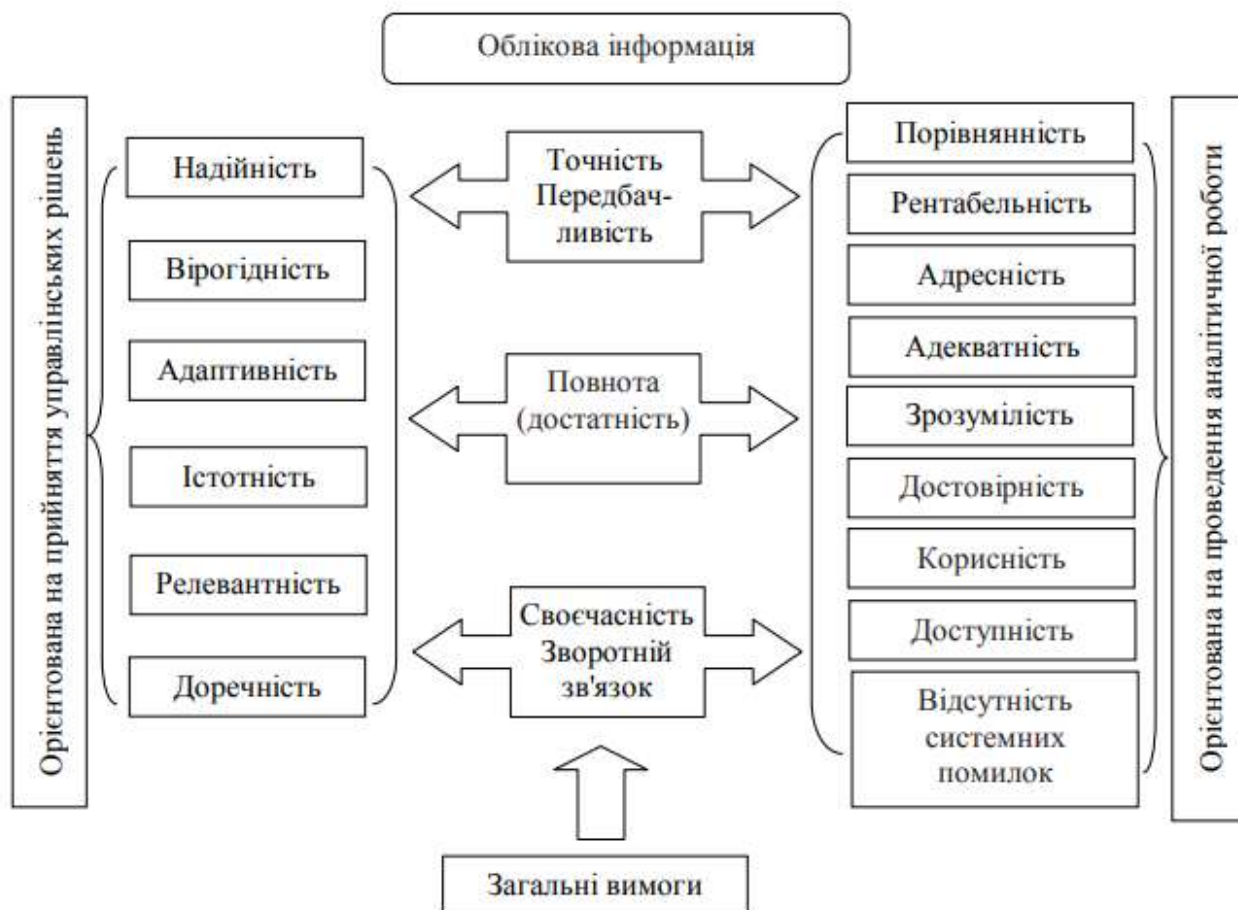 Облікова інформація
Орієнтована на прийняття управлінських рішень
Надійність
Вірогідність
Адаптивність
Істотність
Релевантність
Доречність
Точність
Передбач-
ливість
Повнота
(достатність)
Своєчасність
Зворотній
зв'язок
Порівнянність
Рентабельність
Адресність
Адекватність
Зрозумілість
Достовірність
Корисність
Доступність
Відсутність
системних
помилок
Орієнтована на проведення аналітичної роботи
Загальні вимоги